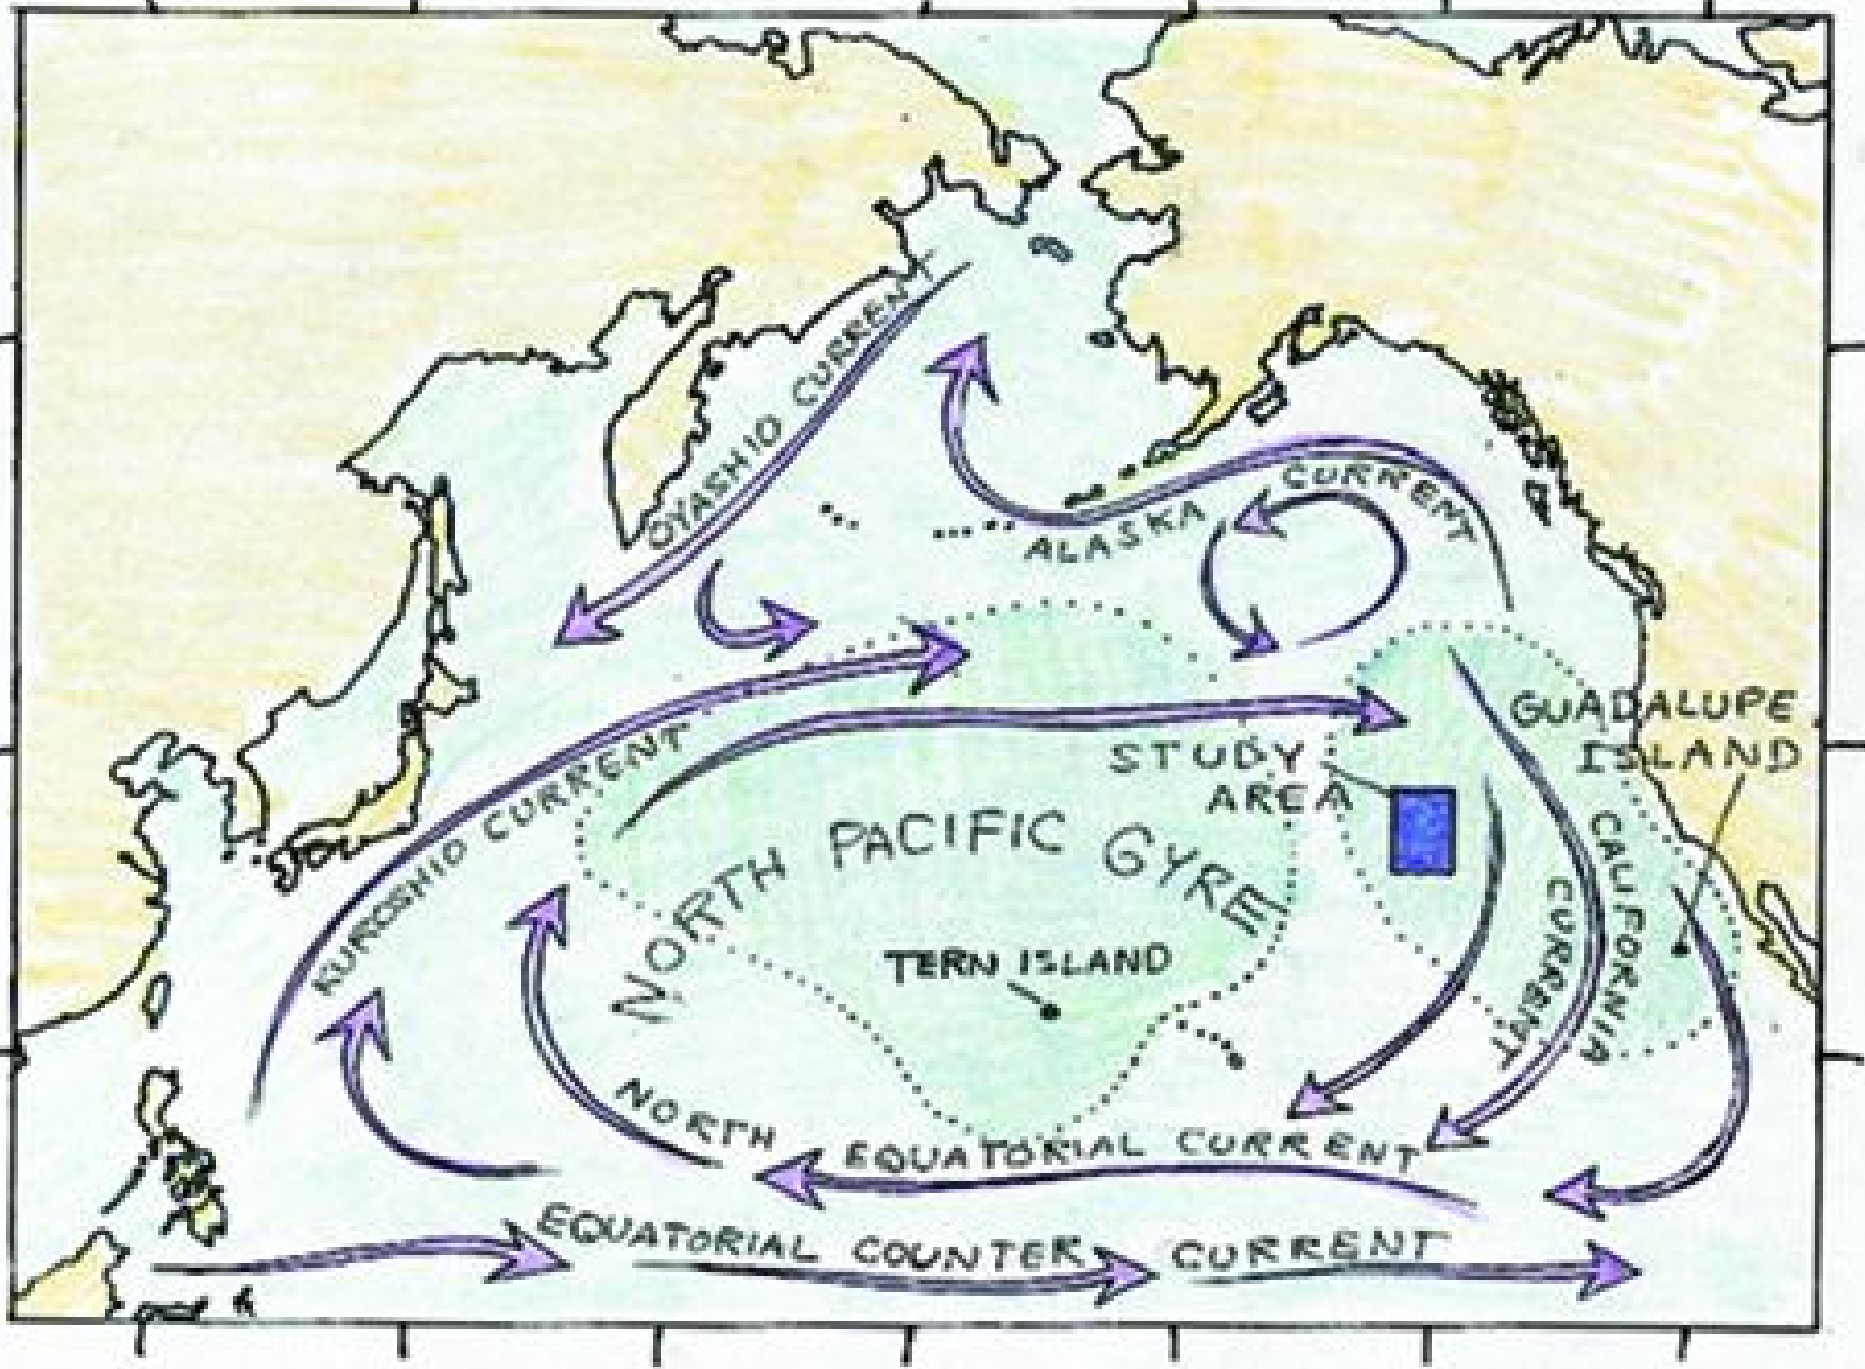 OYASHIO CURRENT
ALASKA CURRENT
GUADALUPE
ISLAND
KUROSHIO CURRENT
STUDY
AREA
NORTH PACIFIC GYRE
CALIFORNIA
CURRENT
TERN ISLAND
NORTH EQUATORIAL CURRENT
EQUATORIAL COUNTER CURRENT